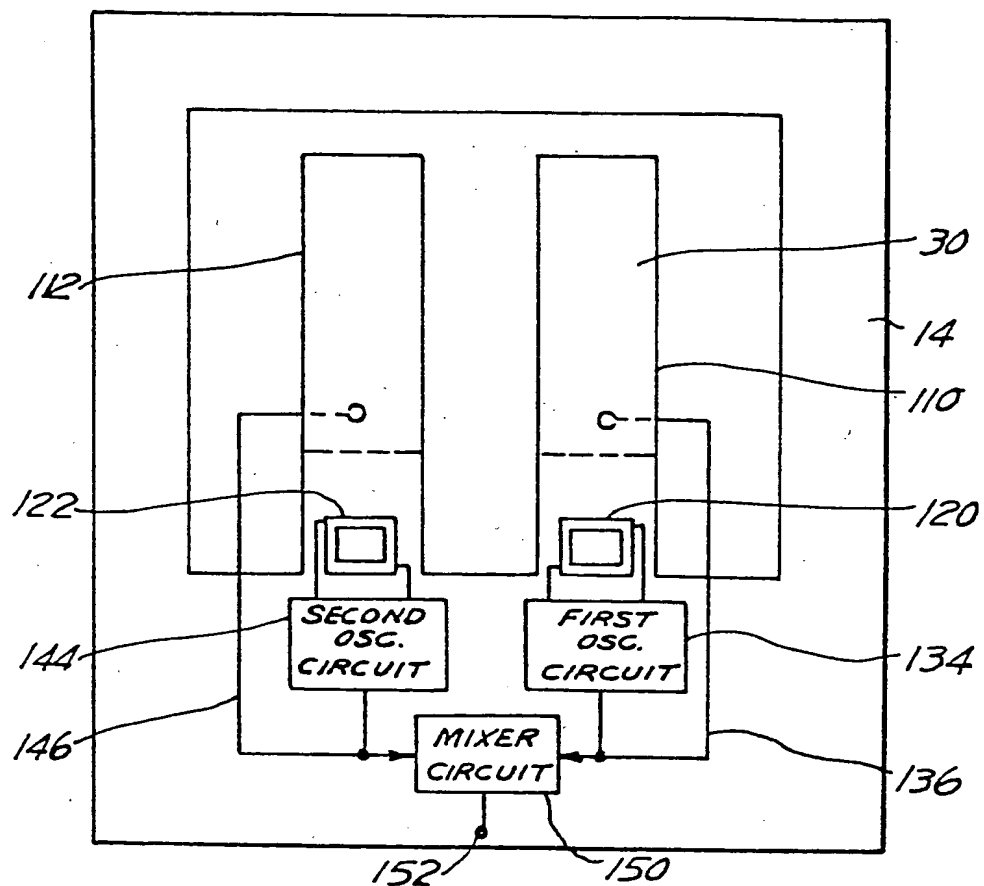 112
30
14
110
122
120
SECOND
OSC.
CIRCUIT
FIRST
OSC.
CIRCUIT
144
134
146
MIXER
CIRCUIT
136
152
150